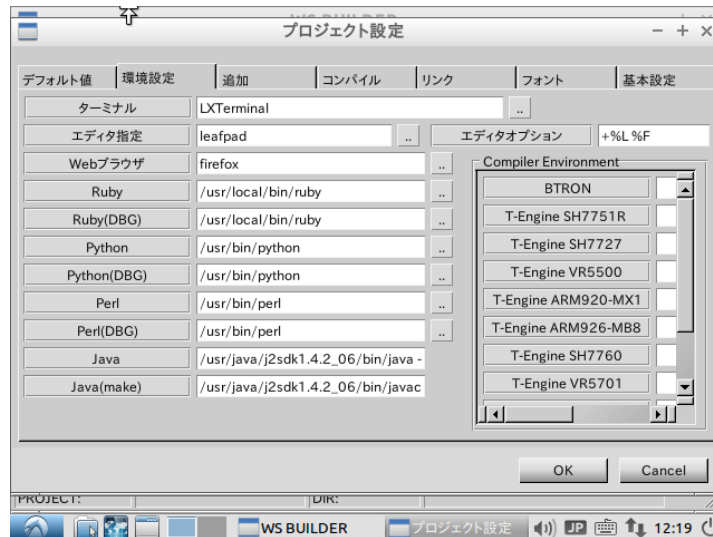 WS BUILDER
プロジェクト設定
デフォルト値 環境設定 追加 コンパイル リンク フォント 基本設定
ターミナル LXTerminal ..
エディタ指定 leafpad .. エディタオプション +%L %F
Webブラウザ firefox ..
Compiler Environment
Ruby /usr/local/bin/ruby ..
BTRON
Ruby(DBG) /usr/local/bin/ruby ..
T-Engine SH7751R
Python /usr/bin/python ..
T-Engine SH7727
Python(DBG) /usr/bin/python ..
T-Engine VR5500
Perl /usr/bin/perl ..
T-Engine ARM920-MX1
Perl(DBG) /usr/bin/perl ..
T-Engine ARM926-MB8
Java /usr/java/j2sdk1.4.2_06/bin/java -
T-Engine SH7760
Java(make) /usr/java/j2sdk1.4.2_06/bin/javac
T-Engine VR5701
OK Cancel
PROJECT: DIR:
WS BUILDER プロジェクト設定 JP 12:19